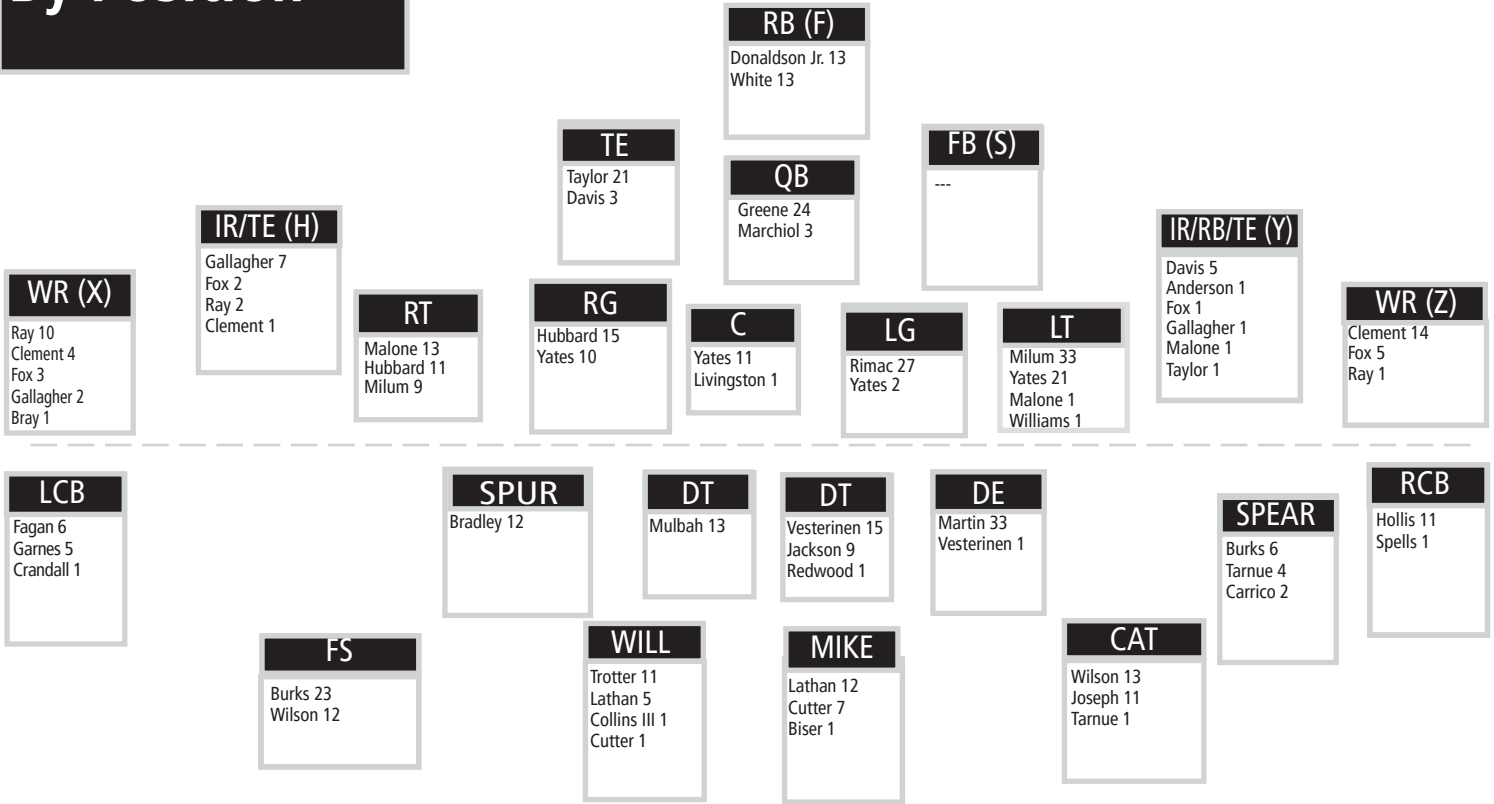 By Position
RB (F)
Donaldson Jr. 13
White 13
TE
Taylor 21
Davis 3
QB
Greene 24
Marchiol 3
FB (S)
---
IR/TE (H)
Gallagher 7
Fox 2
Ray 2
Clement 1
IR/RB/TE (Y)
Davis 5
Anderson 1
Fox 1
Gallagher 1
Malone 1
Taylor 1
WR (X)
Ray 10
Clement 4
Fox 3
Gallagher 2
Bray 1
RT
Malone 13
Hubbard 11
Milum 9
RG
Hubbard 15
Yates 10
C
Yates 11
Livingston 1
LG
Rimac 27
Yates 2
LT
Milum 33
Yates 21
Malone 1
Williams 1
WR (Z)
Clement 14
Fox 5
Ray 1
LCB
Fagan 6
Garnes 5
Crandall 1
SPUR
Bradley 12
DT
Mulbah 13
DT
Vesterinen 15
Jackson 9
Redwood 1
DE
Martin 33
Vesterinen 1
SPEAR
Burks 6
Tarnue 4
Carrico 2
RCB
Hollis 11
Spells 1
FS
Burks 23
Wilson 12
WILL
Trotter 11
Lathan 5
Collins III 1
Cutter 1
MIKE
Lathan 12
Cutter 7
Biser 1
CAT
Wilson 13
Joseph 11
Tarnue 1